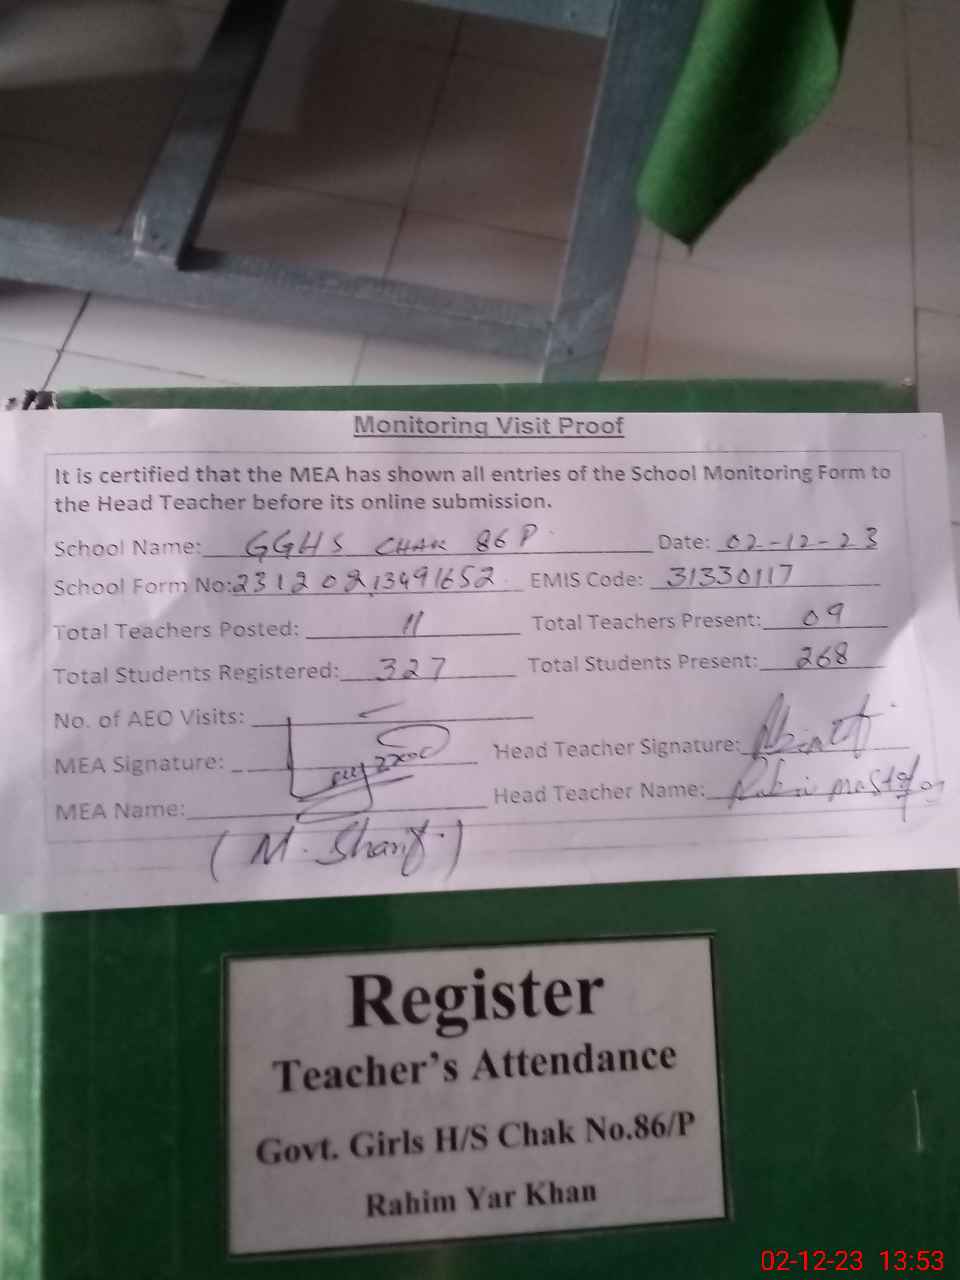 Monitoring Visit Proof
It is certified that the MEA has shown all entries of the School Monitoring Form to
the Head Teacher before its online submission.
School Name: GGHS CHAK 86 P Date: 02-12-23
School Form No: 23120213491652 EMIS Code: 31330117
Total Teachers Posted: 11 Total Teachers Present: 09
Total Students Registered: 327 Total Students Present: 268
No. of AEO Visits:
MEA Signature: Head Teacher Signature:
MEA Name: Head Teacher Name:
(M. Sharif.)
Register
Teacher's Attendance
Govt. Girls H/S Chak No.86/P
Rahim Yar Khan
02-12-23 13:53